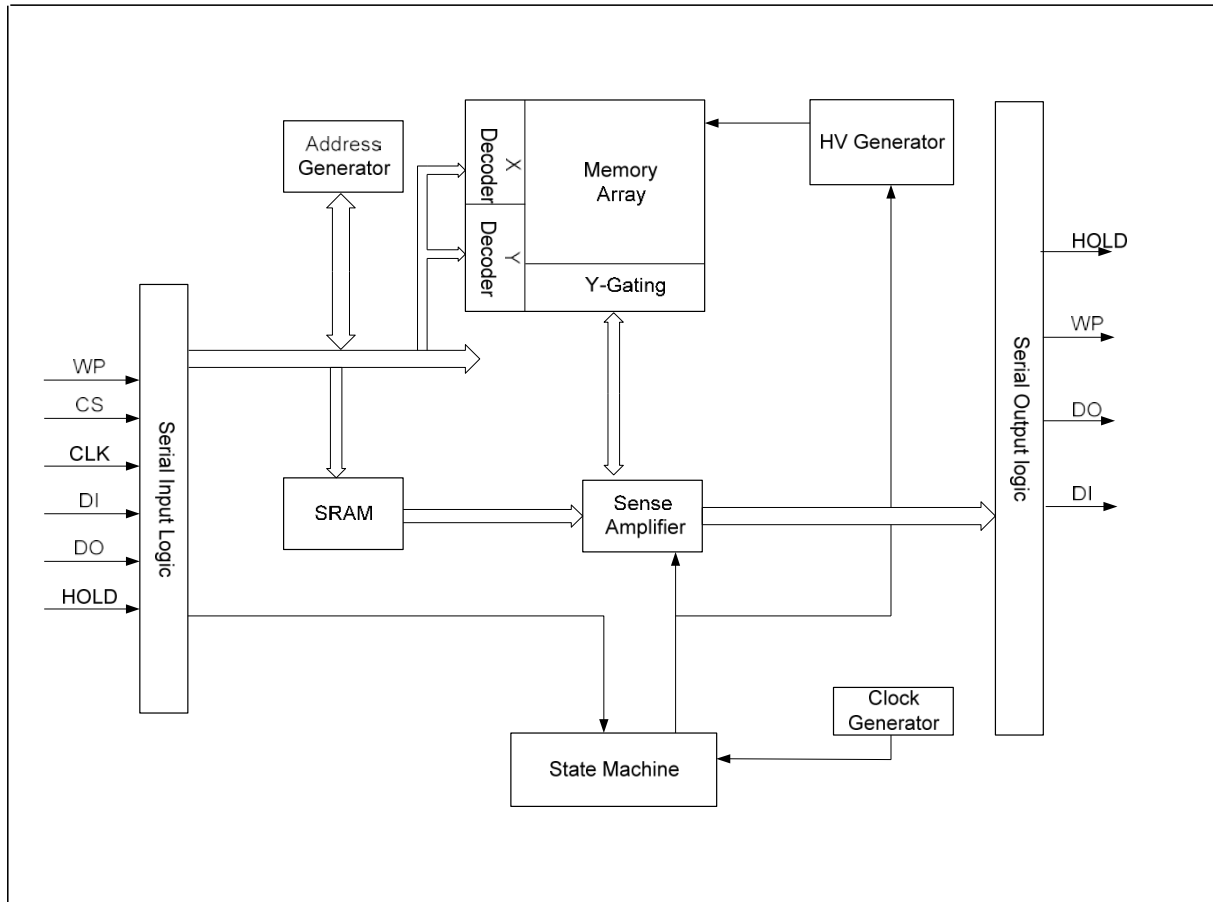 Address
Generator
X
Decoder
Y
Decoder
Memory
Array
Y-Gating
HV Generator
WP
CS
CLK
DI
DO
HOLD
Serial Input Logic
SRAM
Sense
Amplifier
State Machine
Clock
Generator
Serial Output logic
HOLD
WP
DO
DI